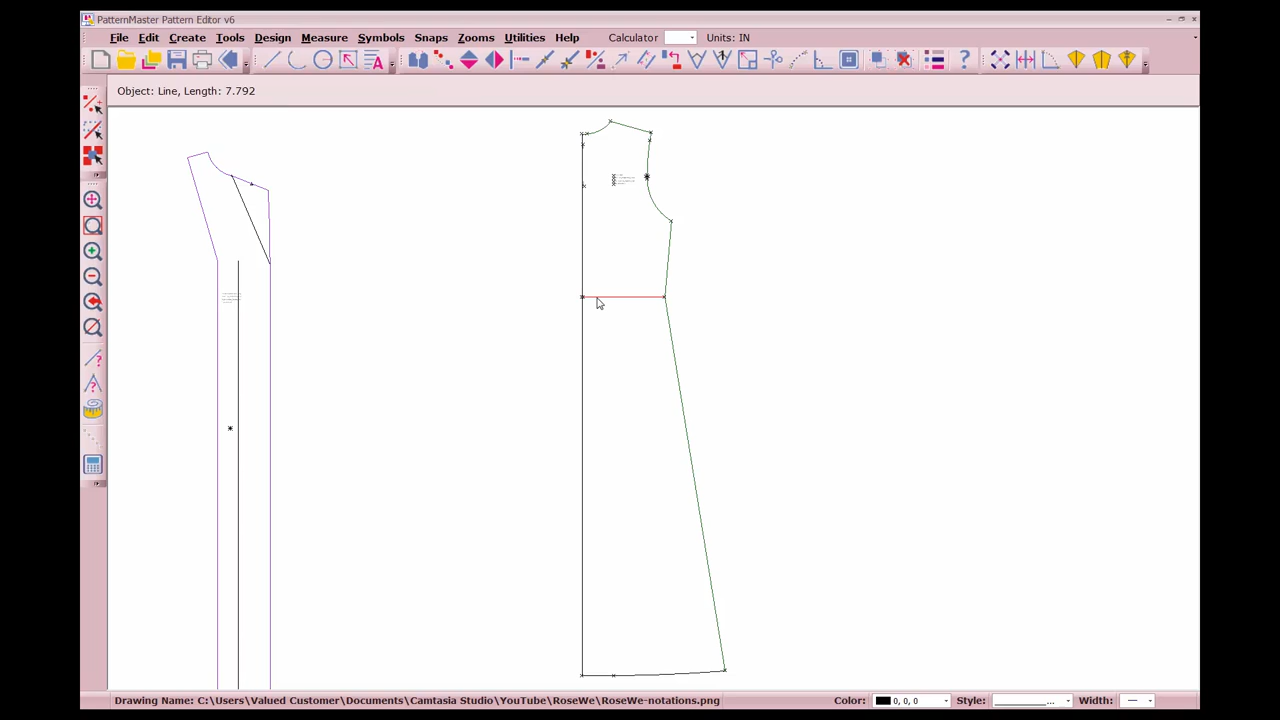 PatternMaster Pattern Editor v6
File Edit Create Tools Design Measure Symbols Snaps Zooms Utilities Help Calculator Units: IN
Object: Line, Length: 7.792
Drawing Name: C:\Users\Valued Customer\Documents\Camtasia Studio\YouTube\RoseWe\RoseWe-notations.png Color: 0, 0, 0 Style: ... Width: